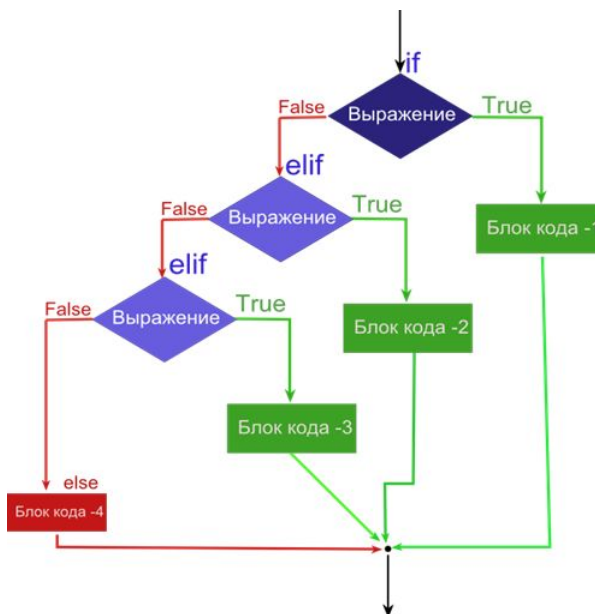 if
False
Выражение
True
elif
False
Выражение
True
Блок кода -1
elif
False
Выражение
True
Блок кода -2
Блок кода -3
else
Блок кода -4